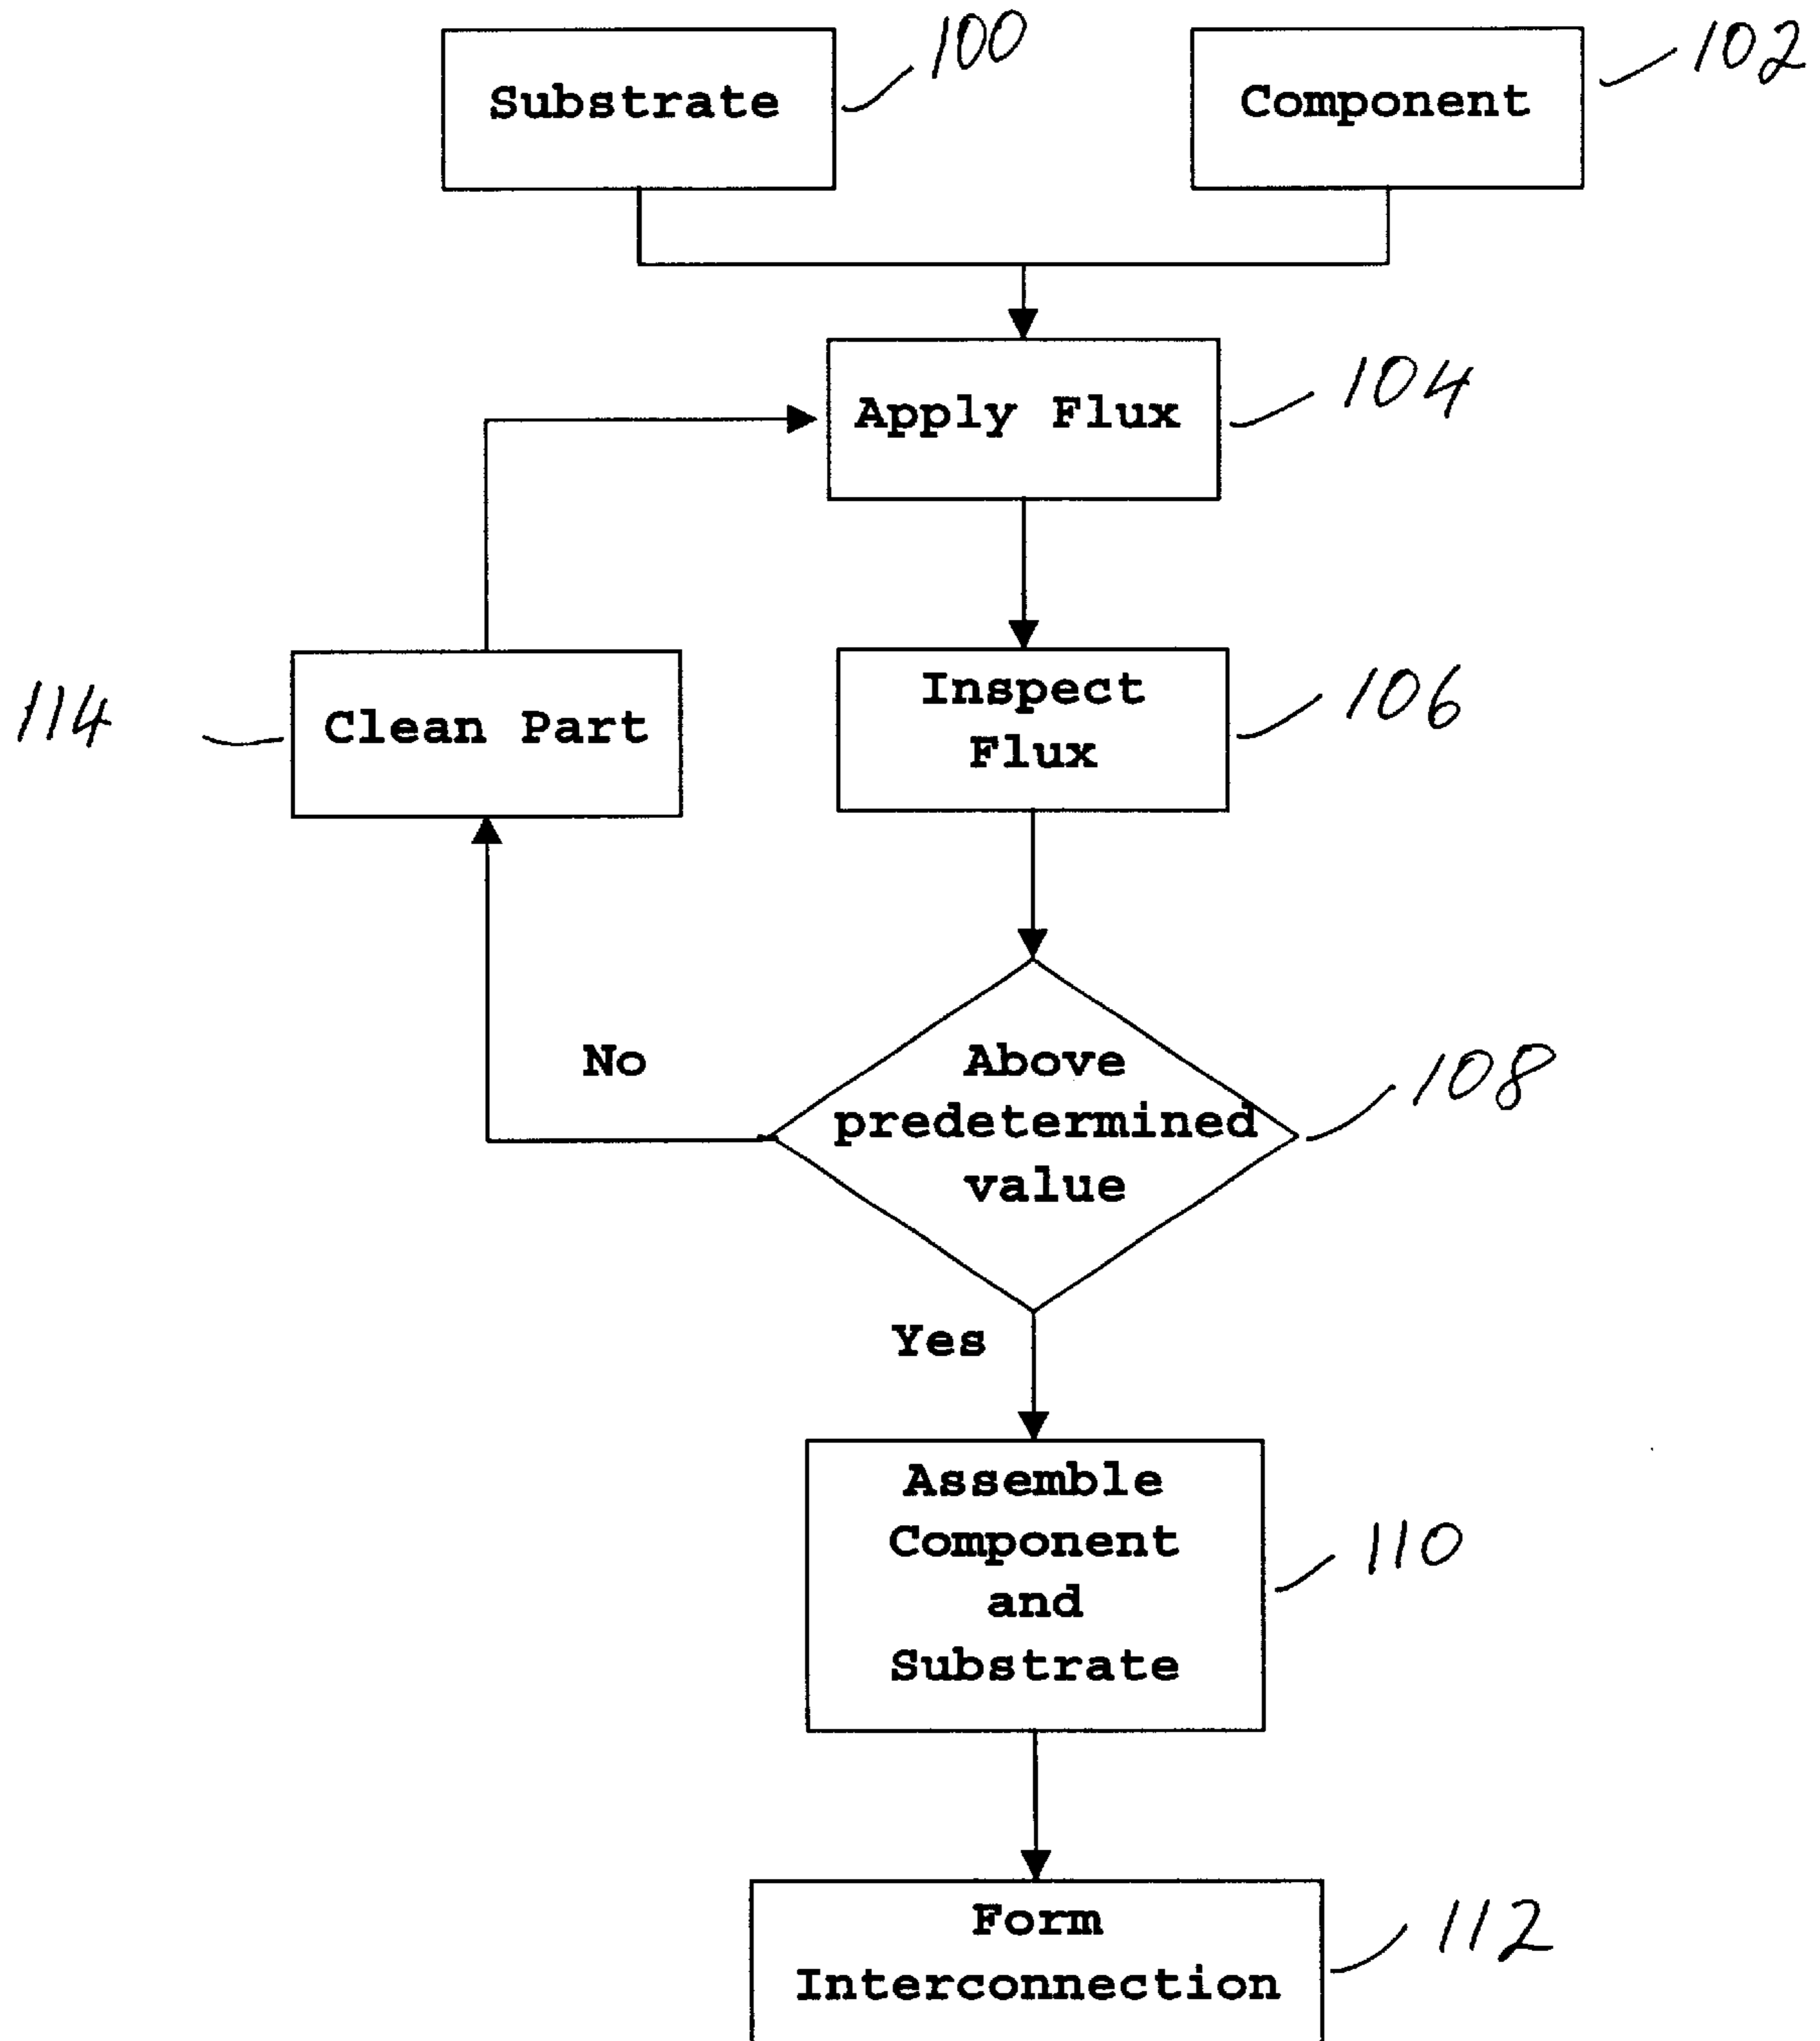 Substrate
100
Component
102
Apply Flux
104
Inspect
Flux
106
Clean Part
114
Above
predetermined
value
108
No
Yes
Assemble
Component
and
Substrate
110
Form
Interconnection
112